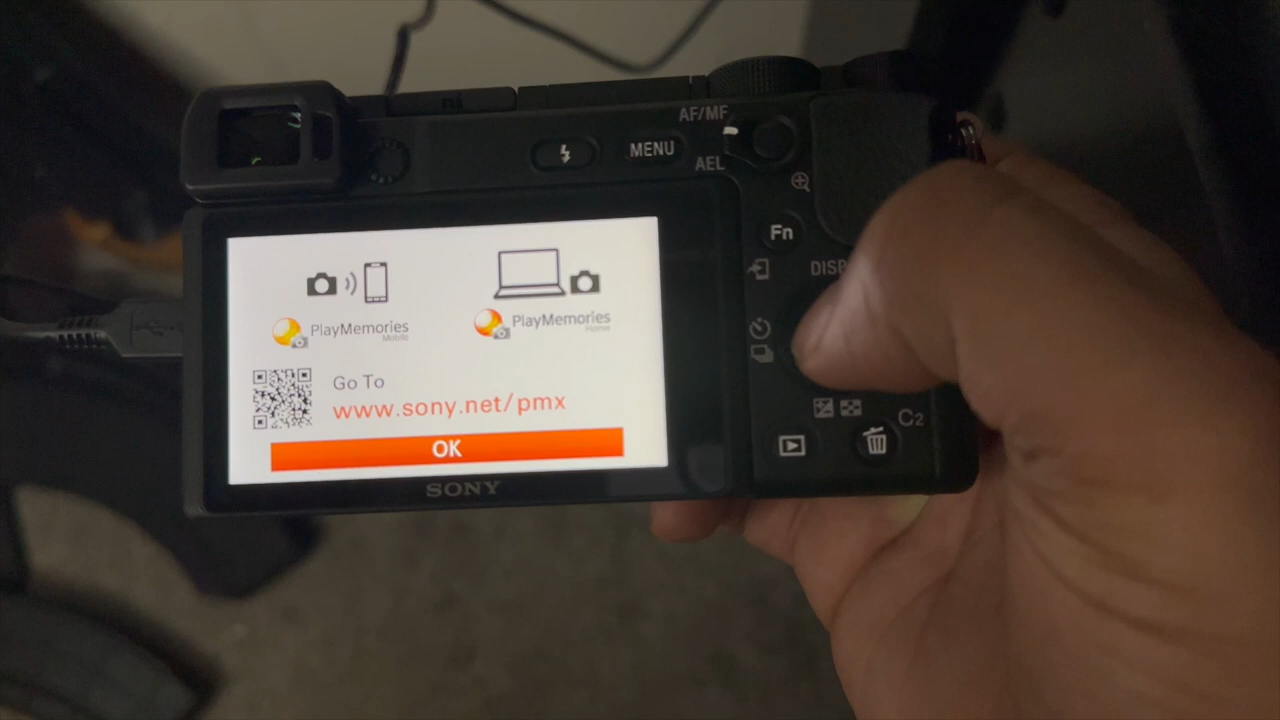 AF/MF
MENU
AEL
Fn
DISP
PlayMemories
Mobile
PlayMemories
Home
Go To
www.sony.net/pmx
OK
C2
SONY